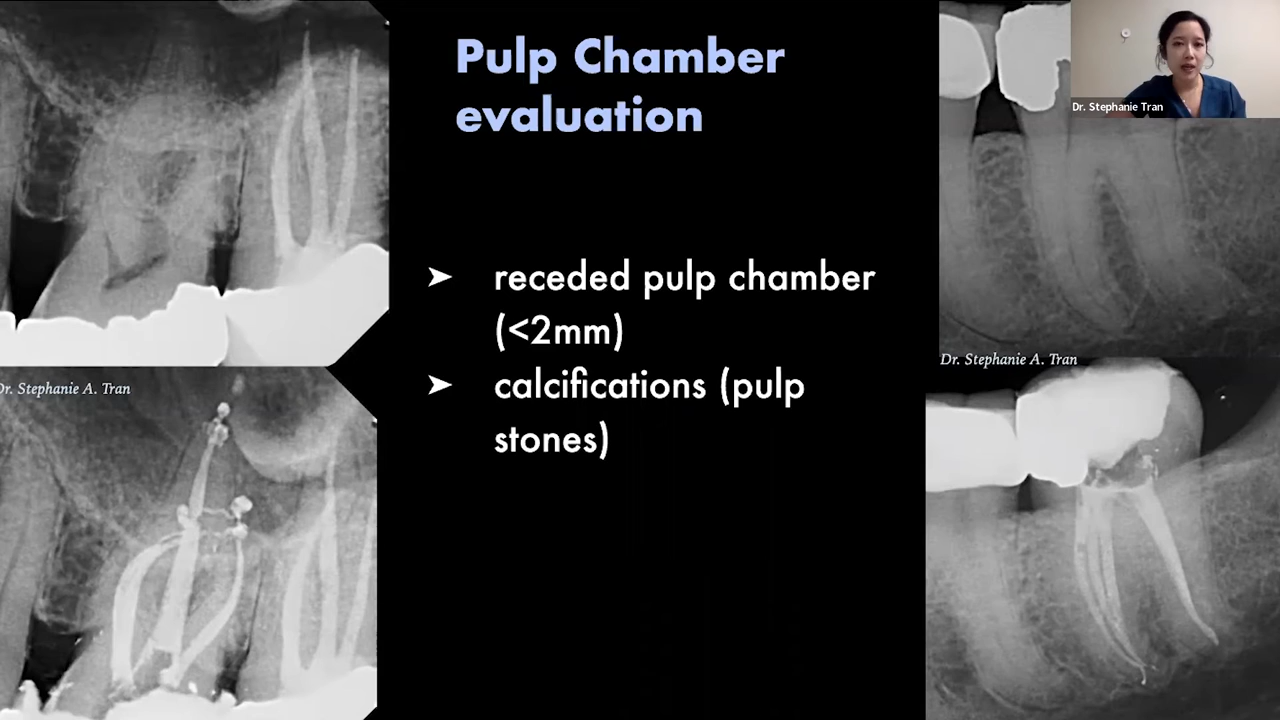 Pulp Chamber
evaluation
➤ receded pulp chamber
(<2mm)
➤ calcifications (pulp
stones)
Dr. Stephanie Tran
Dr. Stephanie A. Tran
Dr. Stephanie A. Tran